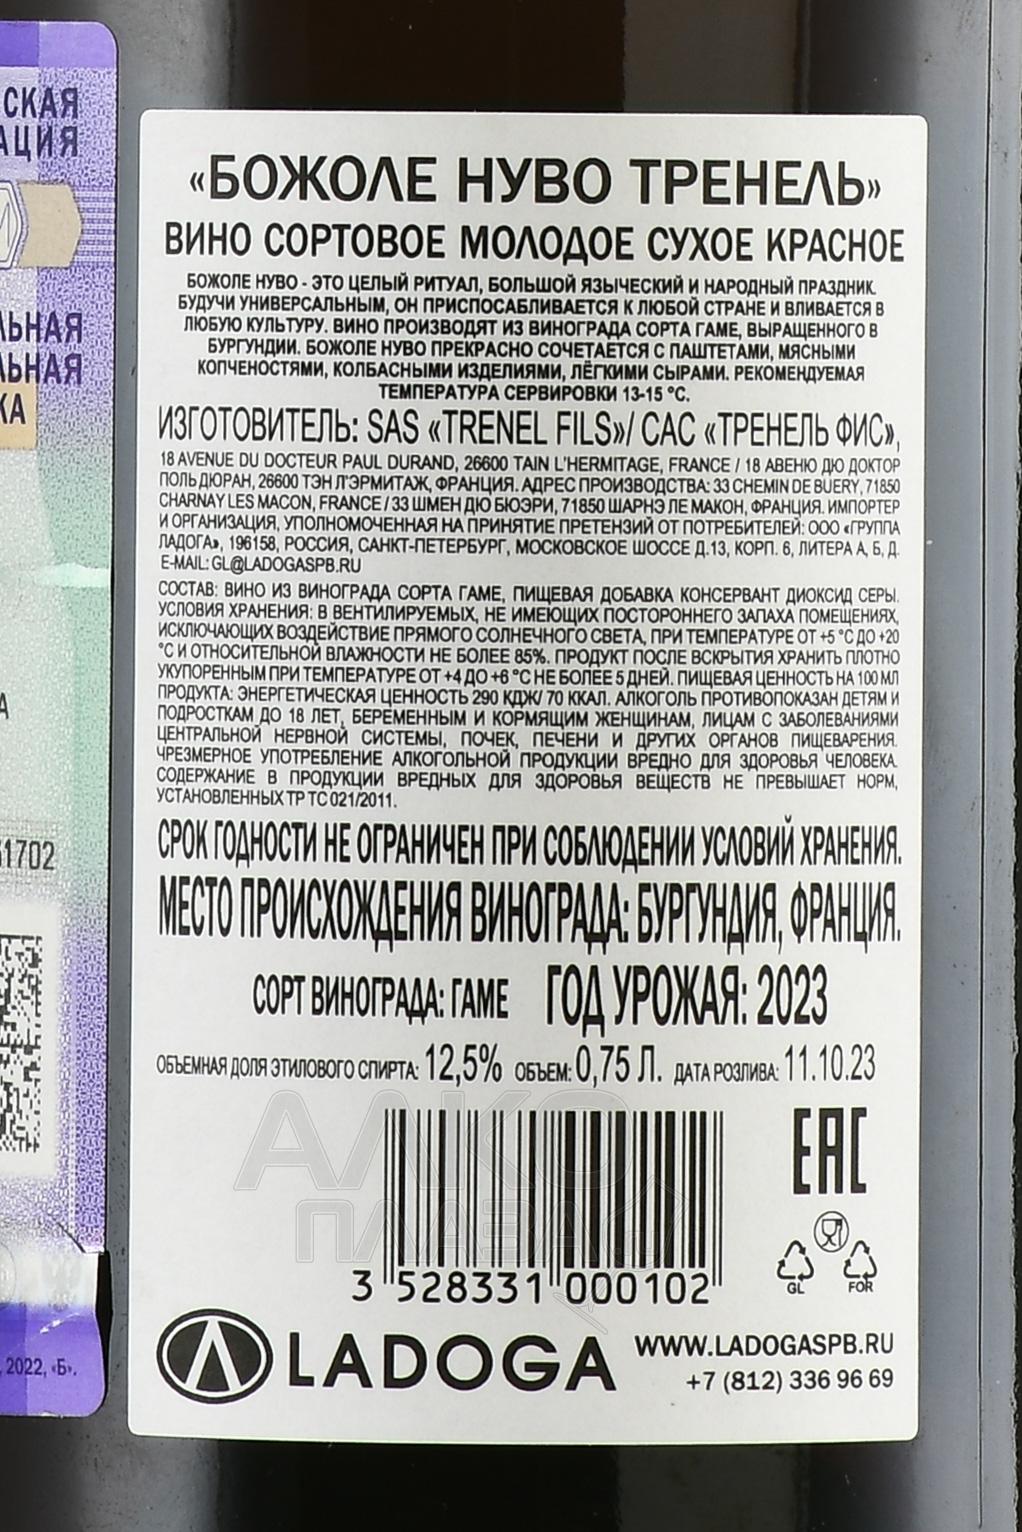 СКАЯ
АЦИЯ
ЛЬНАЯ
ЬНАЯ
КА
А
51702
2022, «Б».
«БОЖОЛЕ НУВО ТРЕНЕЛЬ»
ВИНО СОРТОВОЕ МОЛОДОЕ СУХОЕ КРАСНОЕ
БОЖОЛЕ НУВО - ЭТО ЦЕЛЫЙ РИТУАЛ, БОЛЬШОЙ ЯЗЫЧЕСКИЙ И НАРОДНЫЙ ПРАЗДНИК.
БУДУЧИ УНИВЕРСАЛЬНЫМ, ОН ПРИСПОСАБЛИВАЕТСЯ К ЛЮБОЙ СТРАНЕ И ВЛИВАЕТСЯ В
ЛЮБУЮ КУЛЬТУРУ. ВИНО ПРОИЗВОДЯТ ИЗ ВИНОГРАДА СОРТА ГАМЕ, ВЫРАЩЕННОГО В
БУРГУНДИИ. БОЖОЛЕ НУВО ПРЕКРАСНО СОЧЕТАЕТСЯ С ПАШТЕТАМИ, МЯСНЫМИ
КОПЧЕНОСТЯМИ, КОЛБАСНЫМИ ИЗДЕЛИЯМИ, ЛЁГКИМИ СЫРАМИ. РЕКОМЕНДУЕМАЯ
ТЕМПЕРАТУРА СЕРВИРОВКИ 13-15 °С.
ИЗГОТОВИТЕЛЬ: SAS «TRENEL FILS»/ САС «ТРЕНЕЛЬ ФИС»,
18 AVENUE DU DOCTEUR PAUL DURAND, 26600 TAIN L'HERMITAGE, FRANCE / 18 АВЕНЮ ДЮ ДОКТОР
ПОЛЬ ДЮРАН, 26600 ТЭН Л'ЭРМИТАЖ, ФРАНЦИЯ. АДРЕС ПРОИЗВОДСТВА: 33 CHEMIN DE BUERY, 71850
CHARNAY LES MACON, FRANCE / 33 ШМЕН ДЮ БЮЭРИ, 71850 ШАРНЭ ЛЕ МАКОН, ФРАНЦИЯ. ИМПОРТЕР
И ОРГАНИЗАЦИЯ, УПОЛНОМОЧЕННАЯ НА ПРИНЯТИЕ ПРЕТЕНЗИЙ ОТ ПОТРЕБИТЕЛЕЙ: ООО «ГРУППА
ЛАДОГА», 196158, РОССИЯ, САНКТ-ПЕТЕРБУРГ, МОСКОВСКОЕ ШОССЕ Д.13, КОРП. 6, ЛИТЕРА А, Б, Д.
E-MAIL: GL@LADOGASPB.RU
СОСТАВ: ВИНО ИЗ ВИНОГРАДА СОРТА ГАМЕ, ПИЩЕВАЯ ДОБАВКА КОНСЕРВАНТ ДИОКСИД СЕРЫ.
УСЛОВИЯ ХРАНЕНИЯ: В ВЕНТИЛИРУЕМЫХ, НЕ ИМЕЮЩИХ ПОСТОРОННЕГО ЗАПАХА ПОМЕЩЕНИЯХ,
ИСКЛЮЧАЮЩИХ ВОЗДЕЙСТВИЕ ПРЯМОГО СОЛНЕЧНОГО СВЕТА, ПРИ ТЕМПЕРАТУРЕ ОТ +5 °С ДО +20
°С И ОТНОСИТЕЛЬНОЙ ВЛАЖНОСТИ НЕ БОЛЕЕ 85%. ПРОДУКТ ПОСЛЕ ВСКРЫТИЯ ХРАНИТЬ ПЛОТНО
УКУПОРЕННЫМ ПРИ ТЕМПЕРАТУРЕ ОТ +4 ДО +6 °С НЕ БОЛЕЕ 5 ДНЕЙ. ПИЩЕВАЯ ЦЕННОСТЬ НА 100 МЛ
ПРОДУКТА: ЭНЕРГЕТИЧЕСКАЯ ЦЕННОСТЬ 290 КДЖ/ 70 ККАЛ. АЛКОГОЛЬ ПРОТИВОПОКАЗАН ДЕТЯМ И
ПОДРОСТКАМ ДО 18 ЛЕТ, БЕРЕМЕННЫМ И КОРМЯЩИМ ЖЕНЩИНАМ, ЛИЦАМ С ЗАБОЛЕВАНИЯМИ
ЦЕНТРАЛЬНОЙ НЕРВНОЙ СИСТЕМЫ, ПОЧЕК, ПЕЧЕНИ И ДРУГИХ ОРГАНОВ ПИЩЕВАРЕНИЯ.
ЧРЕЗМЕРНОЕ УПОТРЕБЛЕНИЕ АЛКОГОЛЬНОЙ ПРОДУКЦИИ ВРЕДНО ДЛЯ ЗДОРОВЬЯ ЧЕЛОВЕКА.
СОДЕРЖАНИЕ В ПРОДУКЦИИ ВРЕДНЫХ ДЛЯ ЗДОРОВЬЯ ВЕЩЕСТВ НЕ ПРЕВЫШАЕТ НОРМ,
УСТАНОВЛЕННЫХ ТР ТС 021/2011.
СРОК ГОДНОСТИ НЕ ОГРАНИЧЕН ПРИ СОБЛЮДЕНИИ УСЛОВИЙ ХРАНЕНИЯ.
МЕСТО ПРОИСХОЖДЕНИЯ ВИНОГРАДА: БУРГУНДИЯ, ФРАНЦИЯ.
СОРТ ВИНОГРАДА: ГАМЕ ГОД УРОЖАЯ: 2023
ОБЪЕМНАЯ ДОЛЯ ЭТИЛОВОГО СПИРТА: 12,5% ОБЪЕМ: 0,75 Л. ДАТА РОЗЛИВА: 11.10.23
АЛКО
ПЛАЗА
EAC
GL FOR
3 528331 000102
LADOGA
WWW.LADOGASPB.RU
+7 (812) 336 96 69